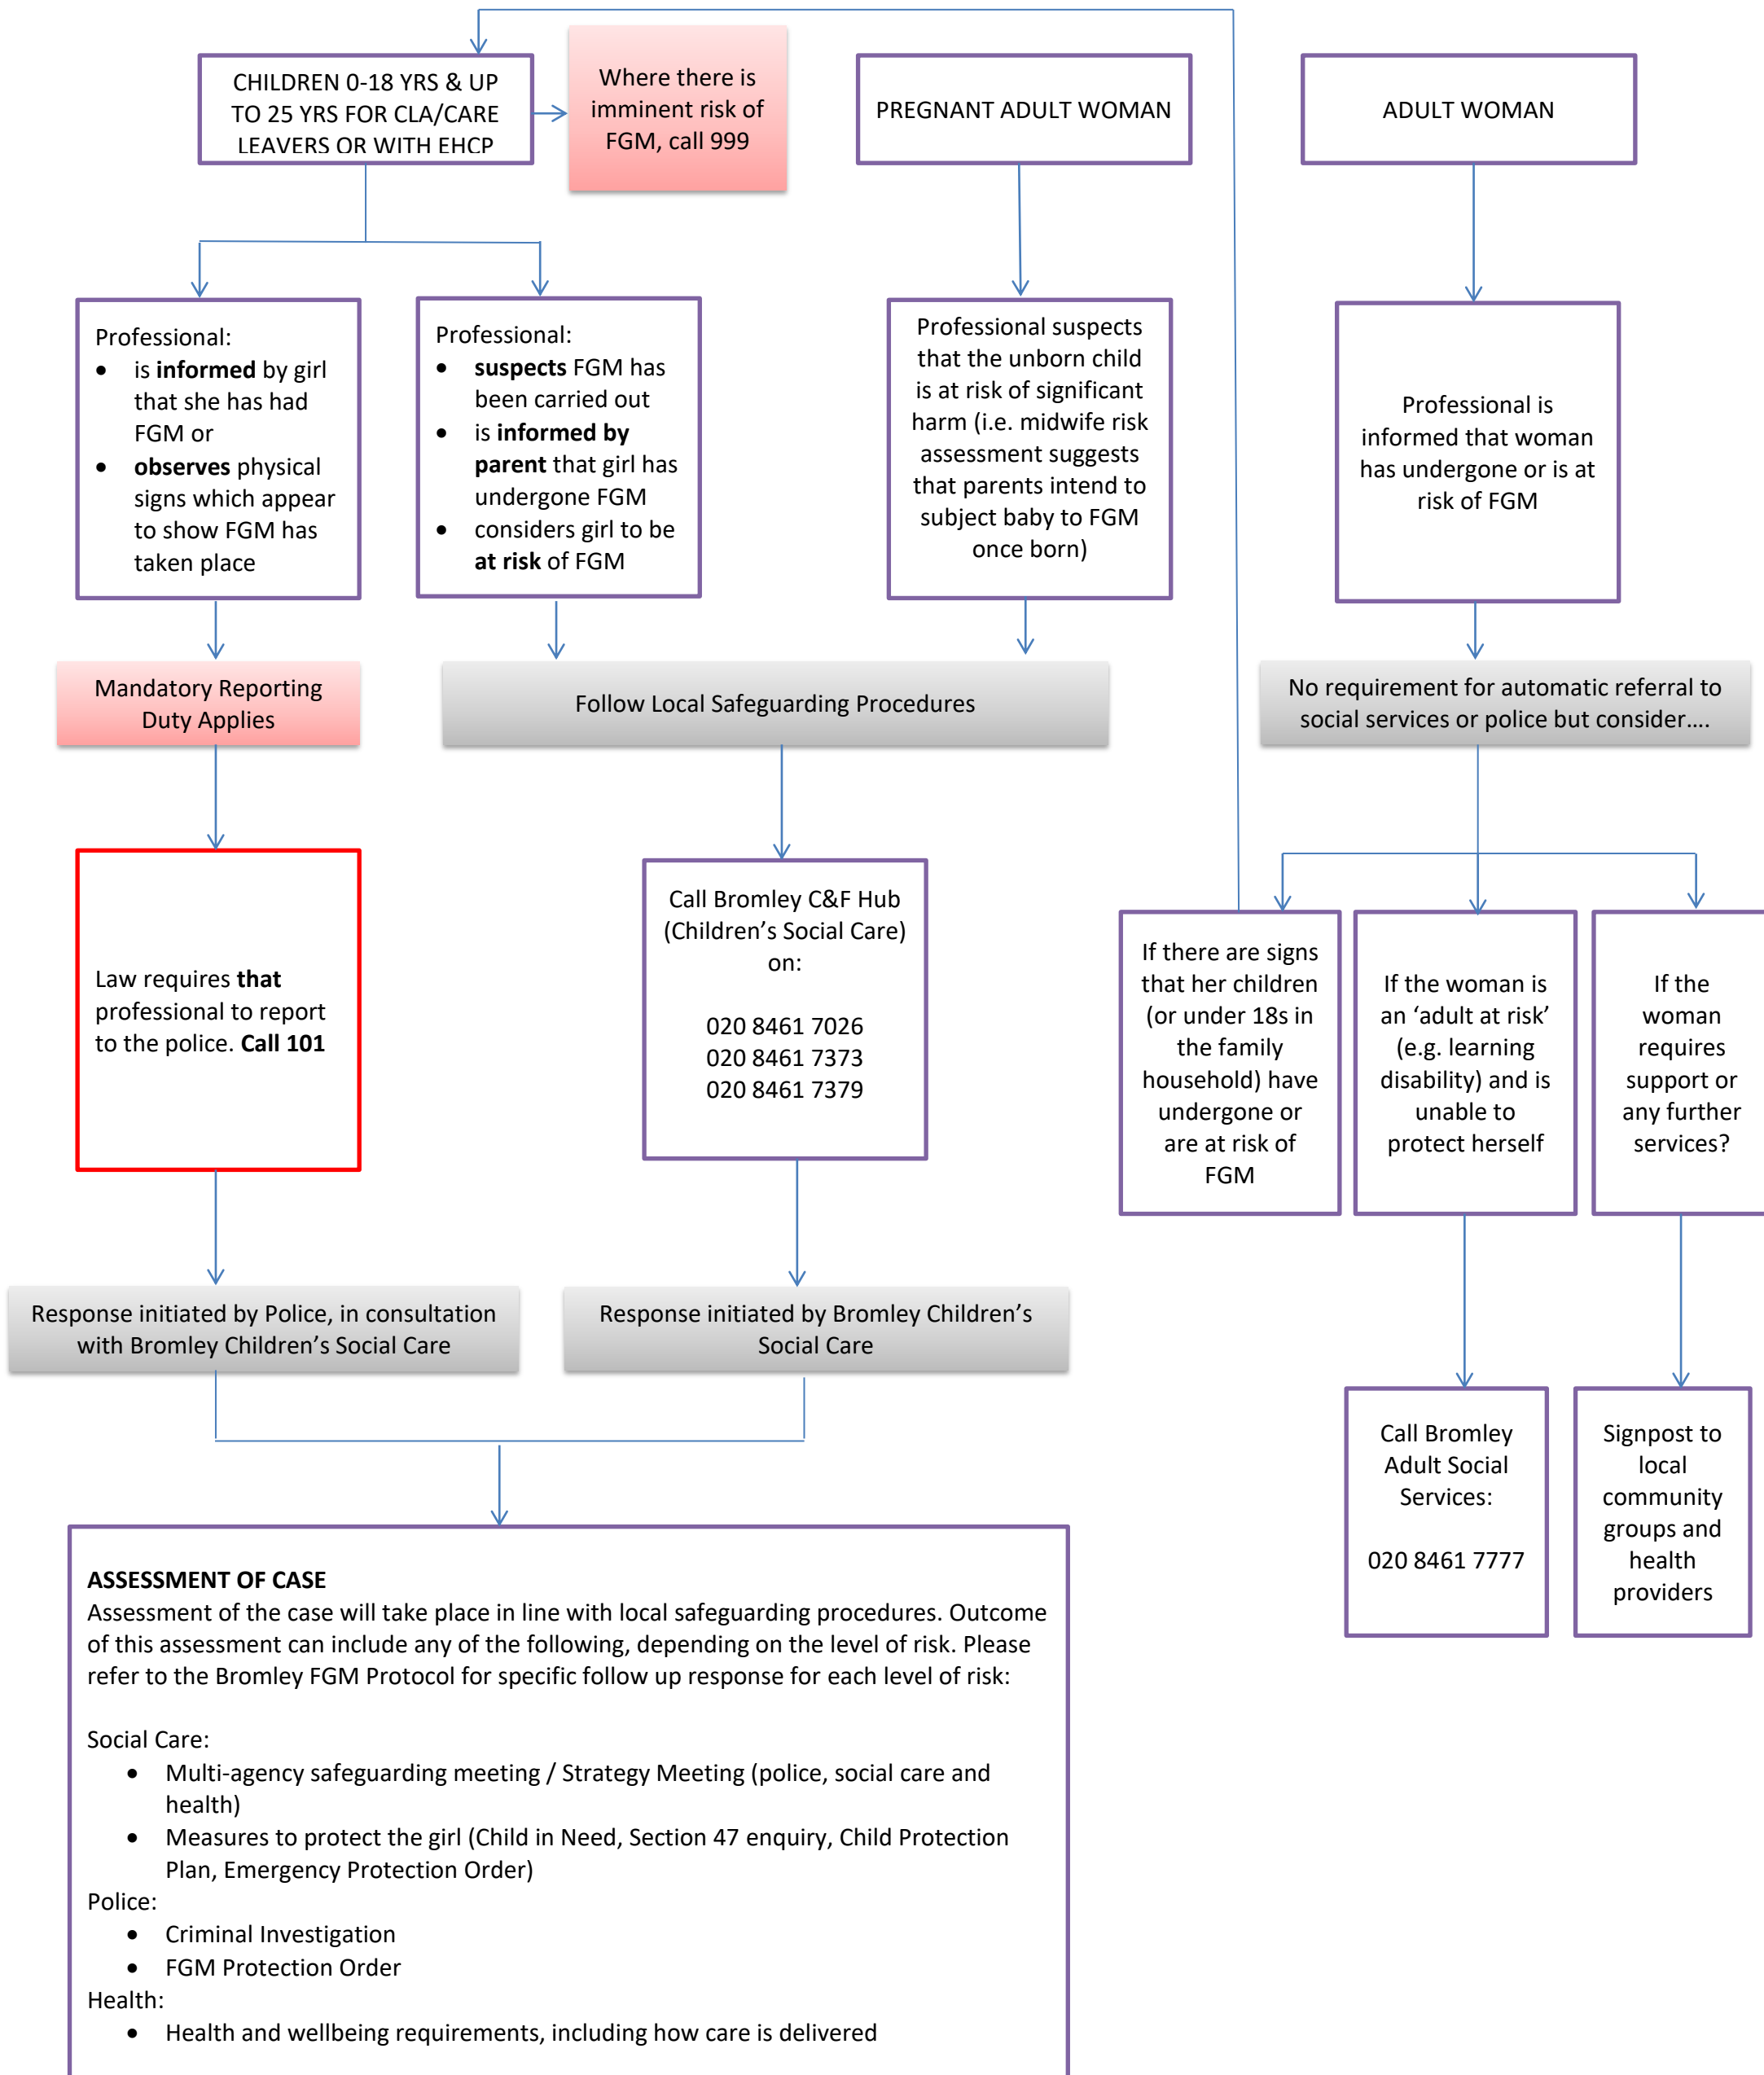 CHILDREN 0-18 YRS & UP
TO 25 YRS FOR CLA/CARE
LEAVERS OR WITH EHCP
Where there is
imminent risk of
FGM, call 999
PREGNANT ADULT WOMAN
ADULT WOMAN
Professional:
• is informed by girl
that she has had
FGM or
• observes physical
signs which appear
to show FGM has
taken place
Professional:
• suspects FGM has
been carried out
• is informed by
parent that girl has
undergone FGM
• considers girl to be
at risk of FGM
Professional suspects
that the unborn child
is at risk of significant
harm (i.e. midwife risk
assessment suggests
that parents intend to
subject baby to FGM
once born)
Professional is
informed that woman
has undergone or is at
risk of FGM
Mandatory Reporting
Duty Applies
Follow Local Safeguarding Procedures
No requirement for automatic referral to
social services or police but consider....
Law requires that
professional to report
to the police. Call 101
Call Bromley C&F Hub
(Children’s Social Care)
on:
020 8461 7026
020 8461 7373
020 8461 7379
If there are signs
that her children
(or under 18s in
the family
household) have
undergone or
are at risk of
FGM
If the woman is
an ‘adult at risk’
(e.g. learning
disability) and is
unable to
protect herself
If the
woman
requires
support or
any further
services?
Response initiated by Police, in consultation
with Bromley Children’s Social Care
Response initiated by Bromley Children’s
Social Care
Call Bromley
Adult Social
Services:
020 8461 7777
Signpost to
local
community
groups and
health
providers
ASSESSMENT OF CASE
Assessment of the case will take place in line with local safeguarding procedures. Outcome
of this assessment can include any of the following, depending on the level of risk. Please
refer to the Bromley FGM Protocol for specific follow up response for each level of risk:
Social Care:
• Multi-agency safeguarding meeting / Strategy Meeting (police, social care and
health)
• Measures to protect the girl (Child in Need, Section 47 enquiry, Child Protection
Plan, Emergency Protection Order)
Police:
• Criminal Investigation
• FGM Protection Order
Health:
• Health and wellbeing requirements, including how care is delivered